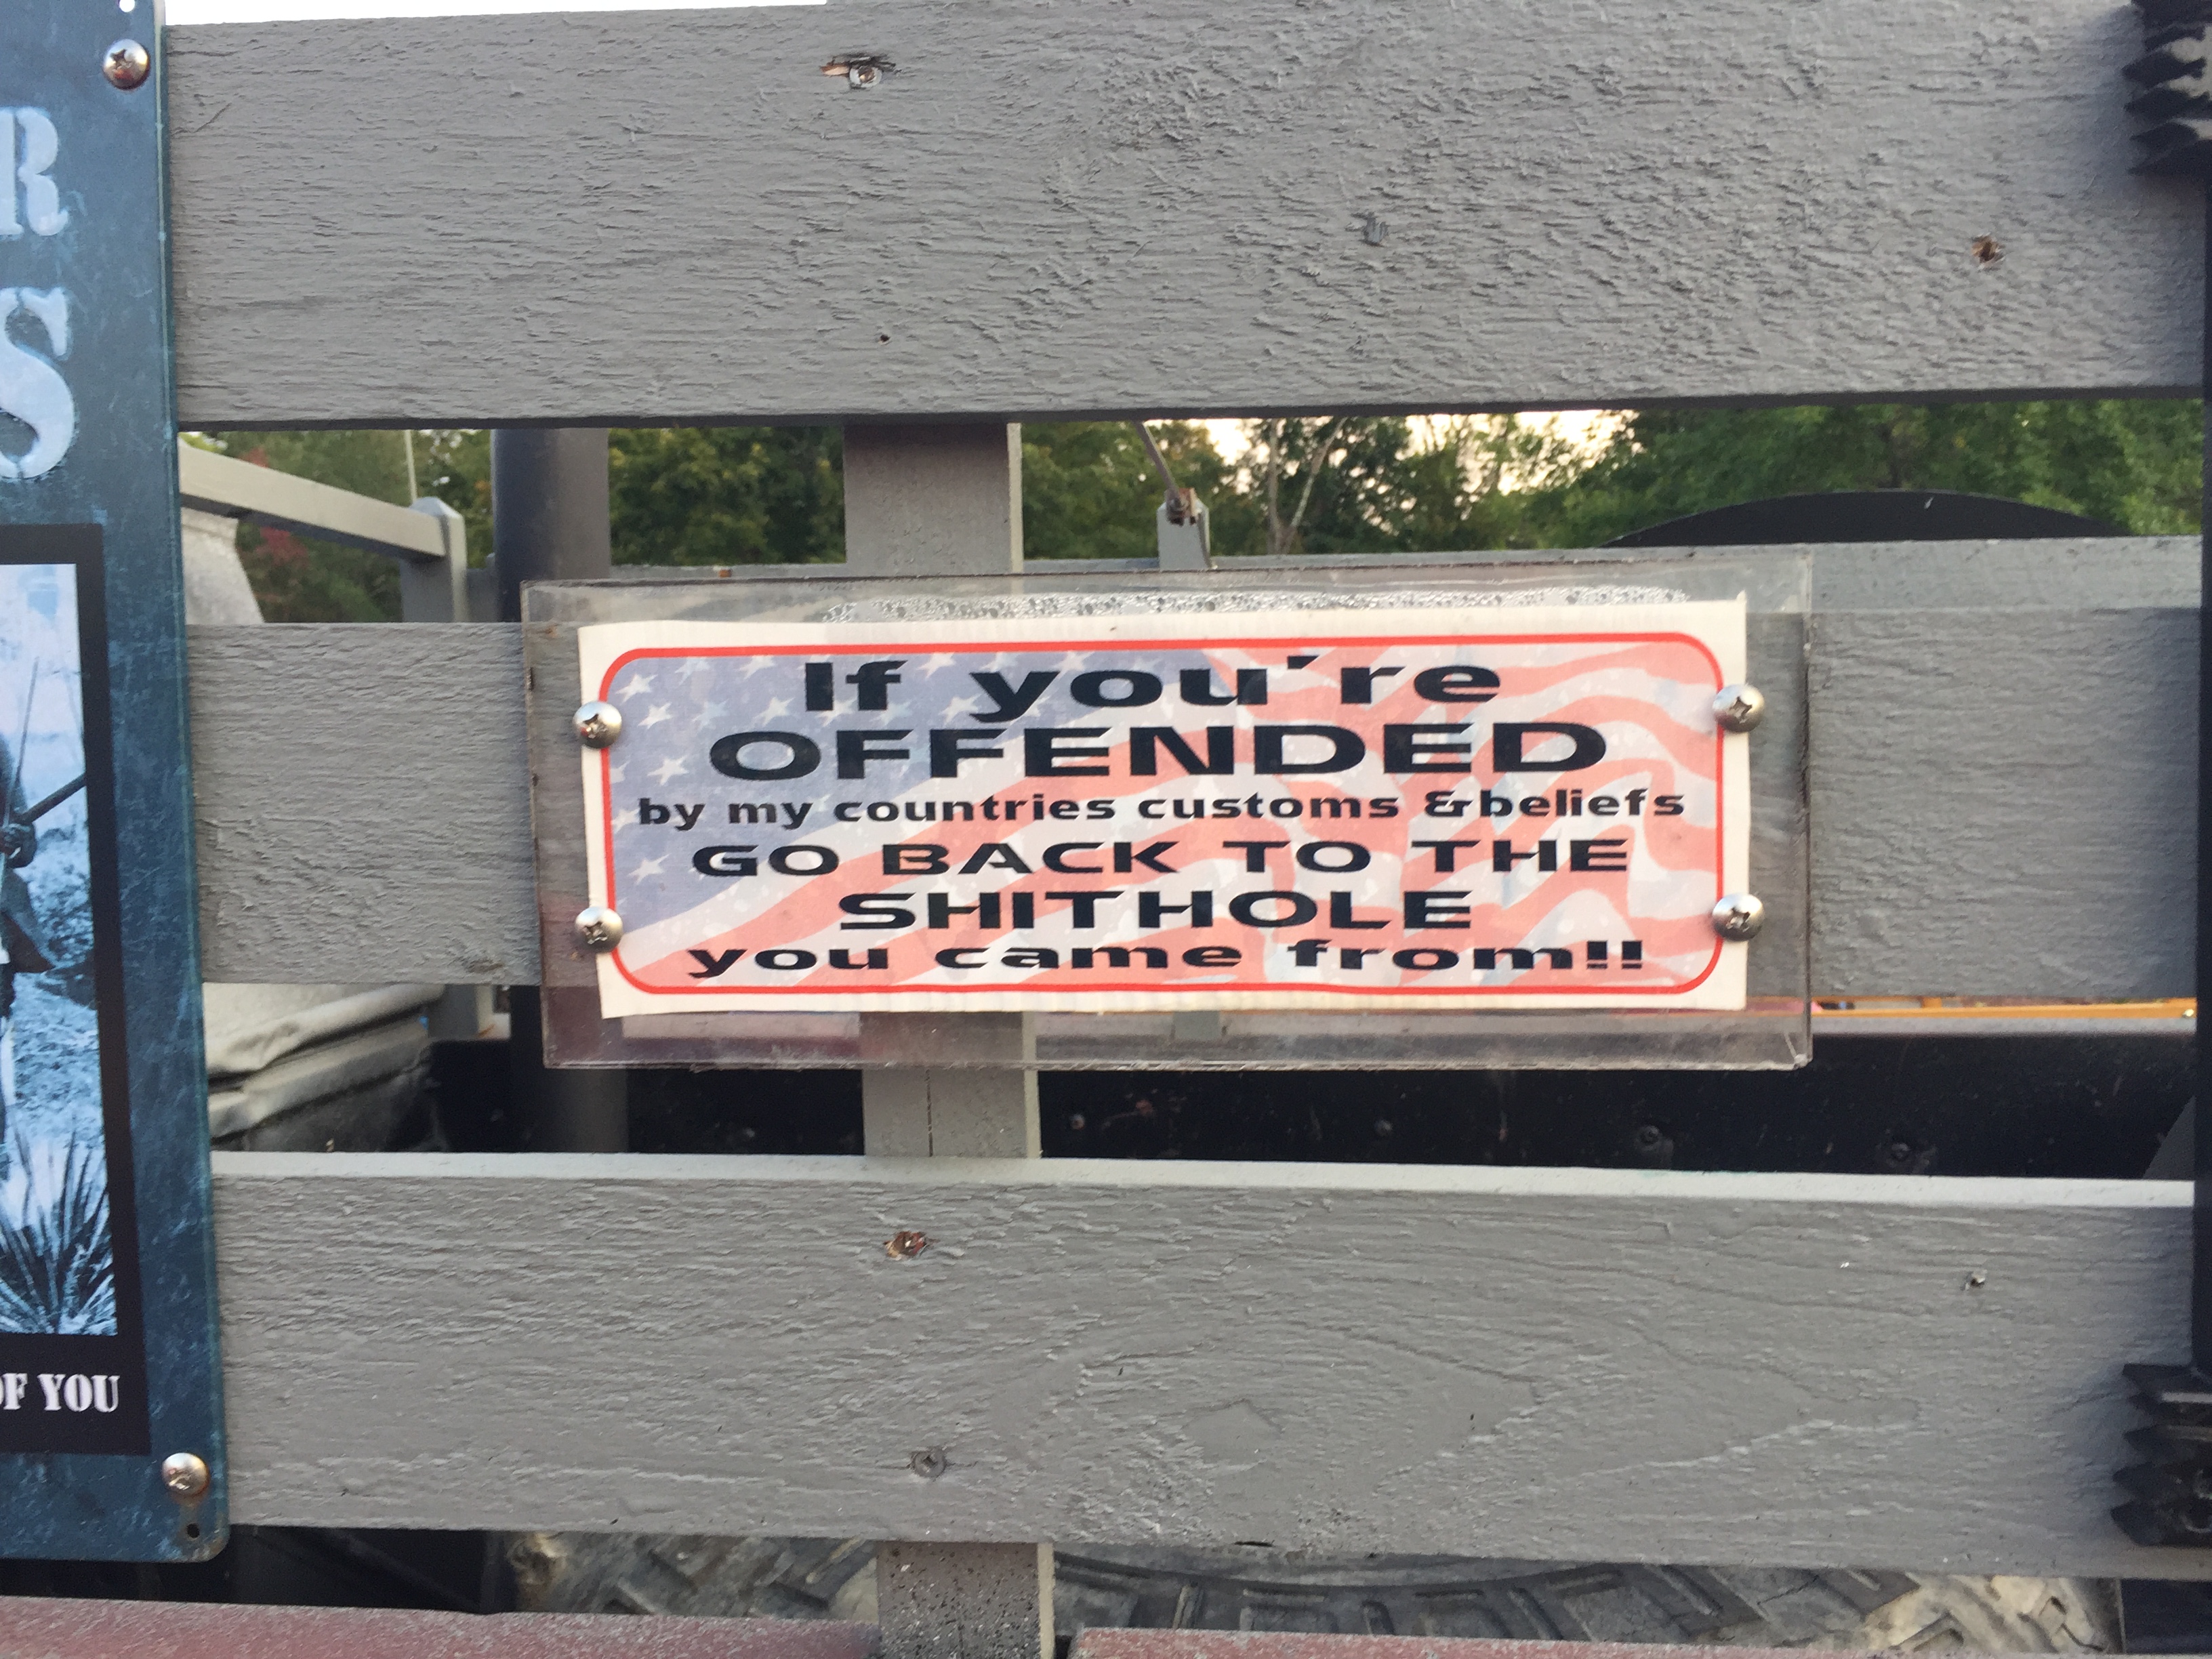 R
S
OF YOU
If you're
OFFENDED
by my countries customs &beliefs
GO BACK TO THE
SHITHOLE
you came from!!